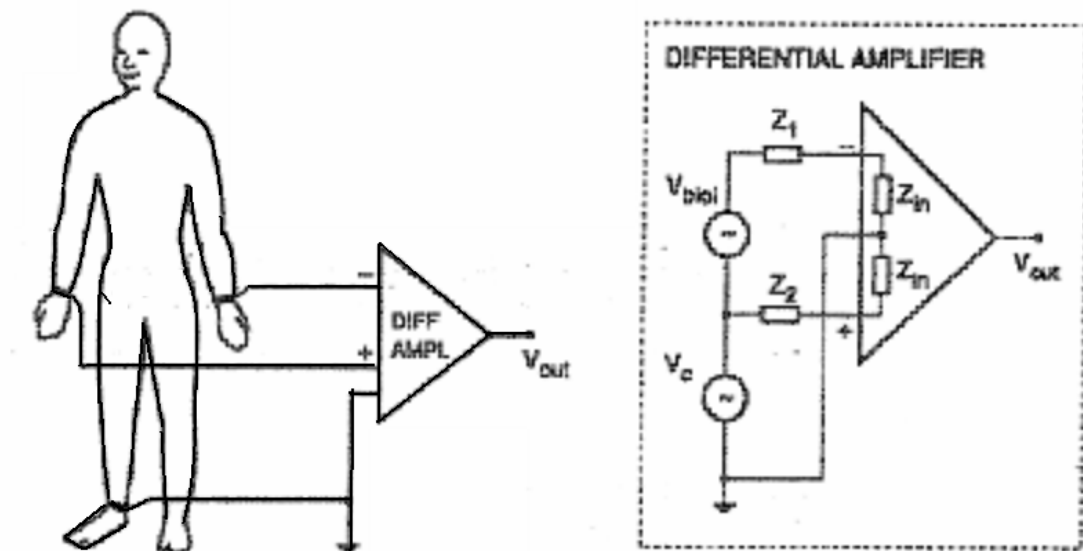 DIFFERENTIAL AMPLIFIER
Z1
−
Vbiol
Zin
Zin
Vout
Z2
+
Vc
−
DIFF
AMPL
+
Vout